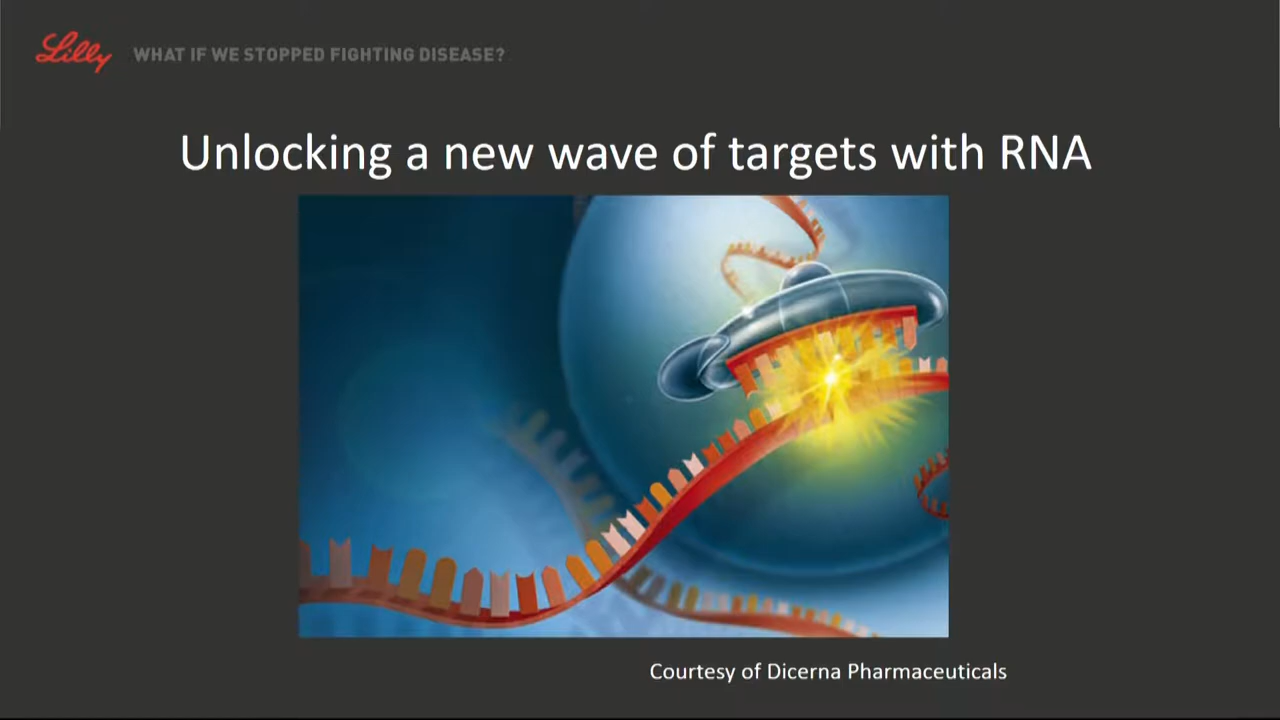 Lilly WHAT IF WE STOPPED FIGHTING DISEASE?
Unlocking a new wave of targets with RNA
Courtesy of Dicerna Pharmaceuticals